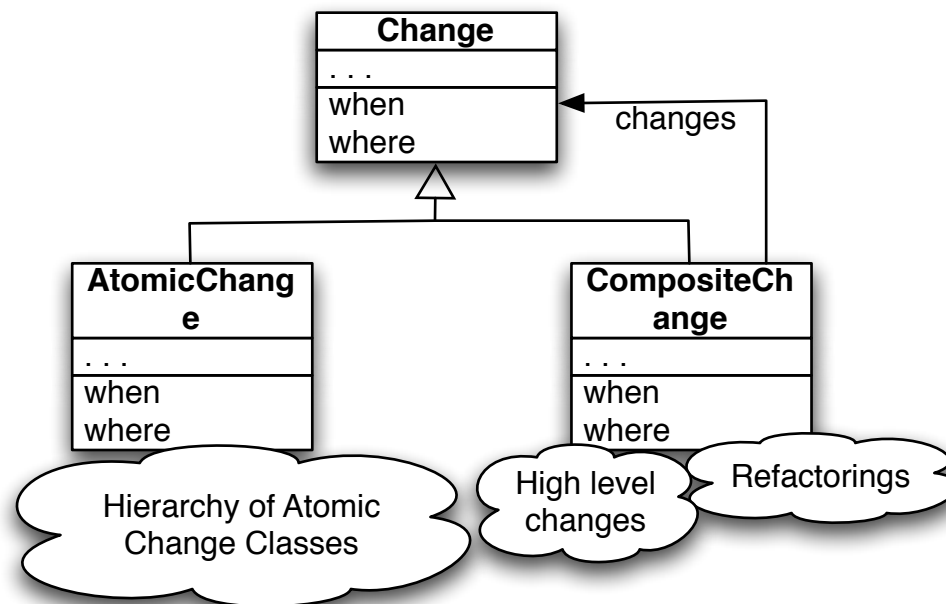 Change
. . .
when
where
changes
AtomicChang
e
. . .
when
where
CompositeCh
ange
. . .
when
where
Hierarchy of Atomic
Change Classes
High level
changes
Refactorings